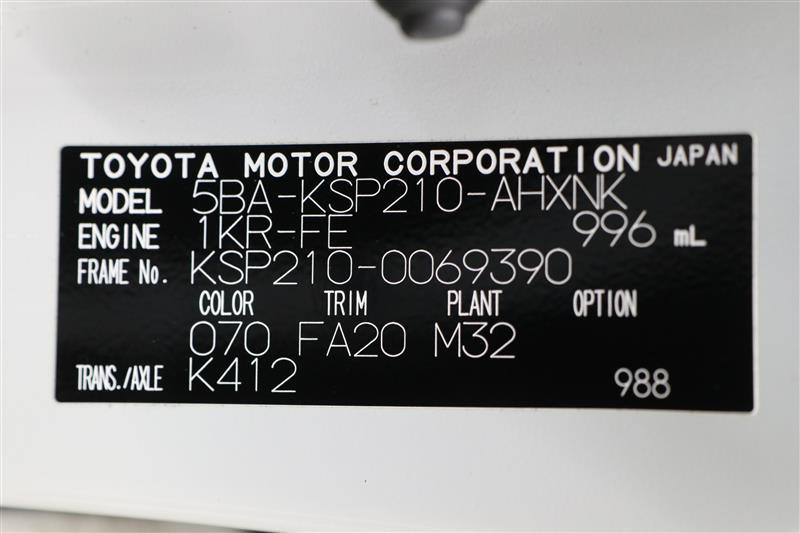 TOYOTA MOTOR CORPORATION JAPAN
MODEL 5BA-KSP210-AHXNK
ENGINE 1KR-FE 996 mL
FRAME No. KSP210-0069390
COLOR TRIM PLANT OPTION
070 FA20 M32
TRANS./AXLE K412 988